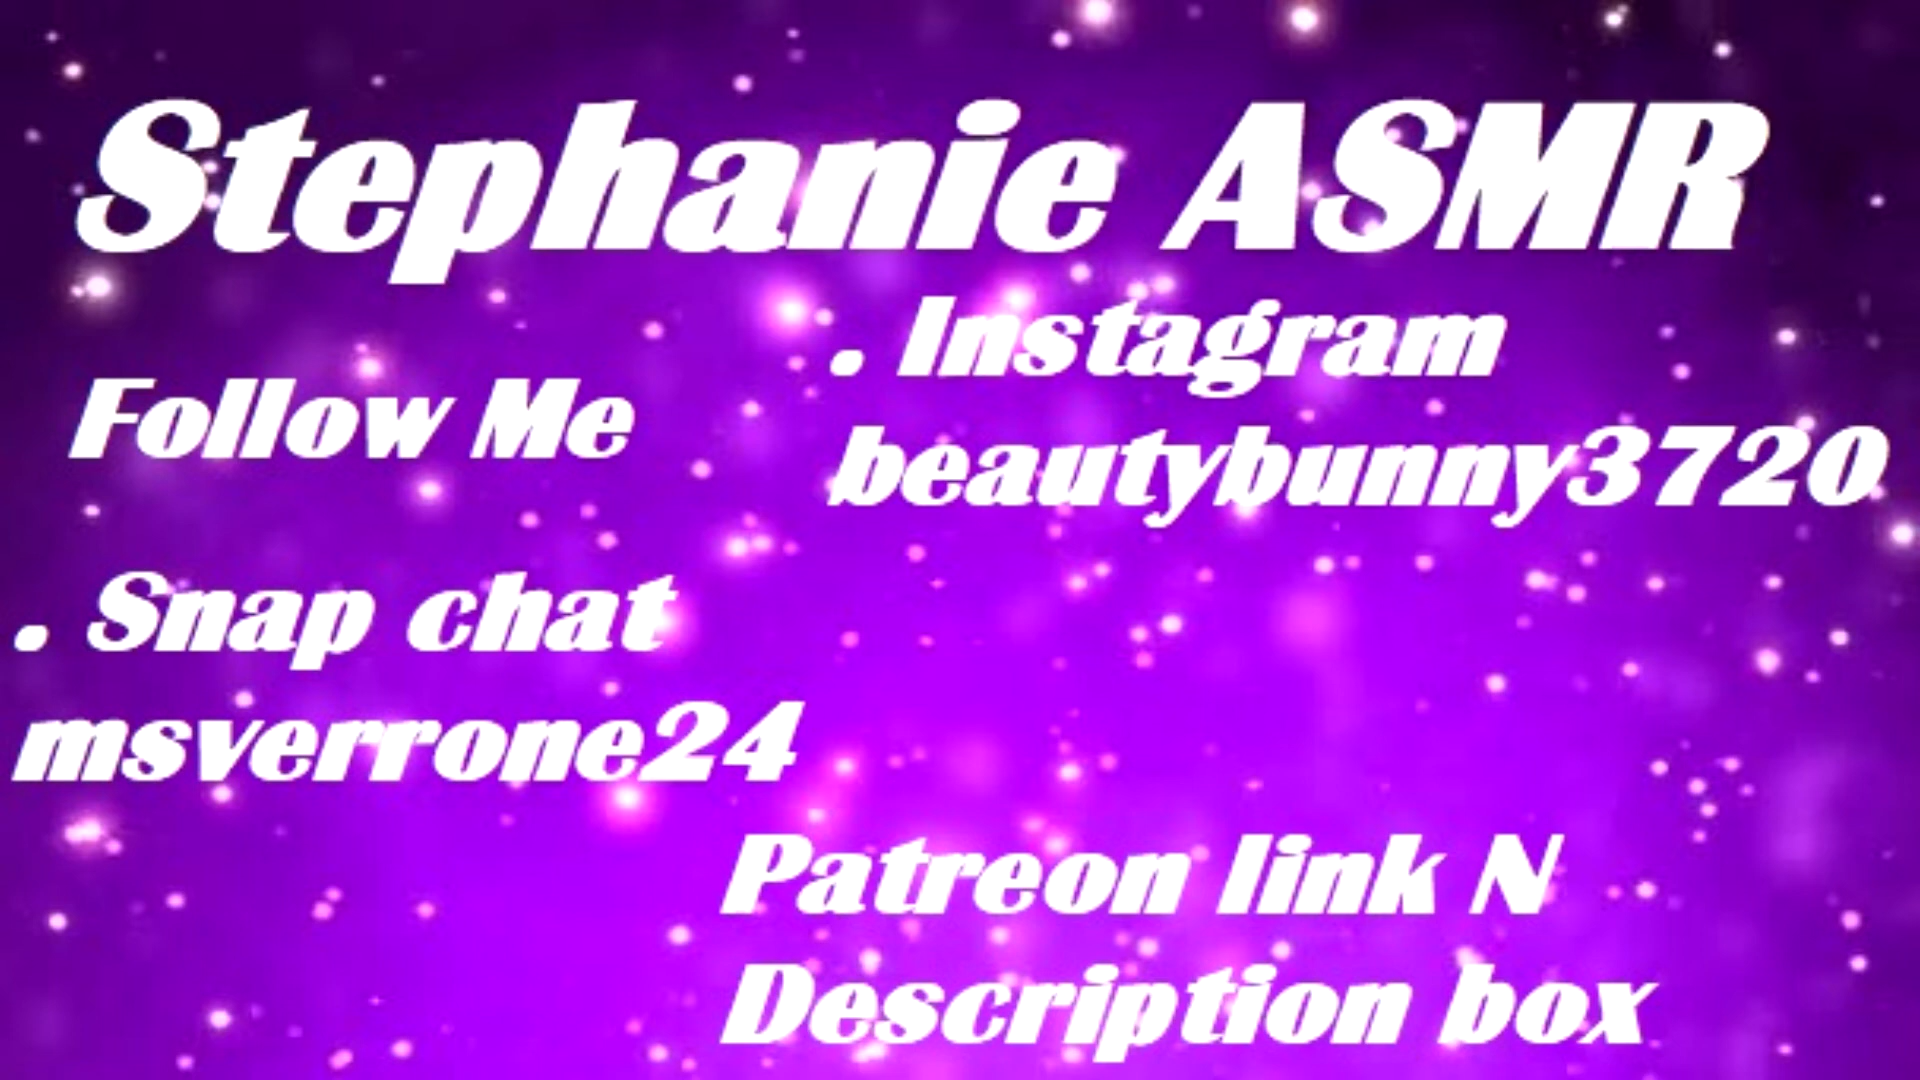 Stephanie ASMR
Follow Me
. Instagram
beautybunny3720
. Snap chat
msverrone24
Patreon link N
Description box